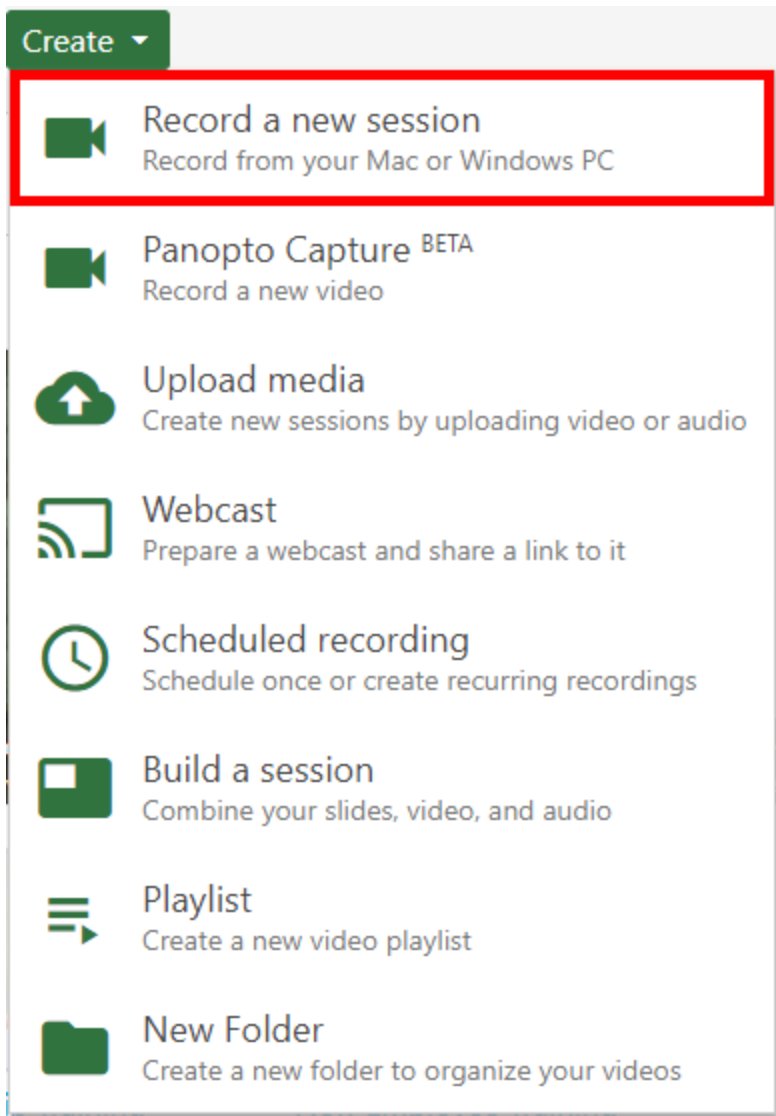 Create
Record a new session
Record from your Mac or Windows PC
Panopto Capture BETA
Record a new video
Upload media
Create new sessions by uploading video or audio
Webcast
Prepare a webcast and share a link to it
Scheduled recording
Schedule once or create recurring recordings
Build a session
Combine your slides, video, and audio
Playlist
Create a new video playlist
New Folder
Create a new folder to organize your videos